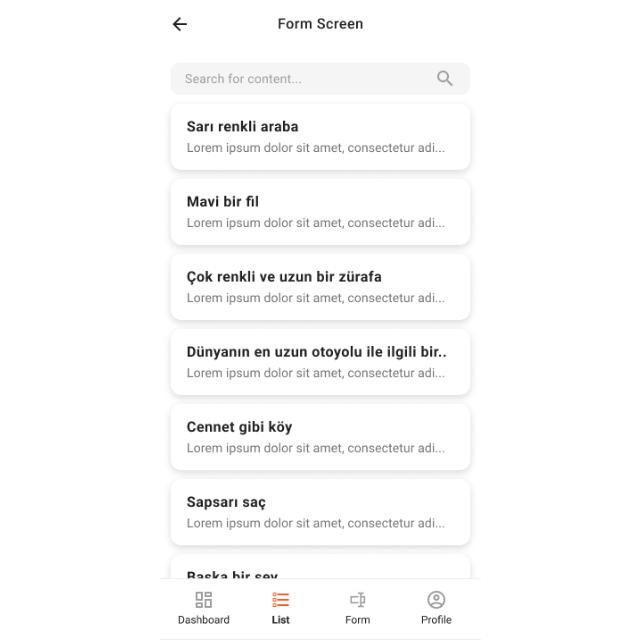 Form Screen
Search for content...
Sarı renkli araba
Lorem ipsum dolor sit amet, consectetur adi...
Mavi bir fil
Lorem ipsum dolor sit amet, consectetur adi...
Çok renkli ve uzun bir zürafa
Lorem ipsum dolor sit amet, consectetur adi...
Dünyanın en uzun otoyolu ile ilgili bir..
Lorem ipsum dolor sit amet, consectetur adi...
Cennet gibi köy
Lorem ipsum dolor sit amet, consectetur adi...
Sapsarı saç
Lorem ipsum dolor sit amet, consectetur adi...
Başka bir şey
Dashboard List Form Profile